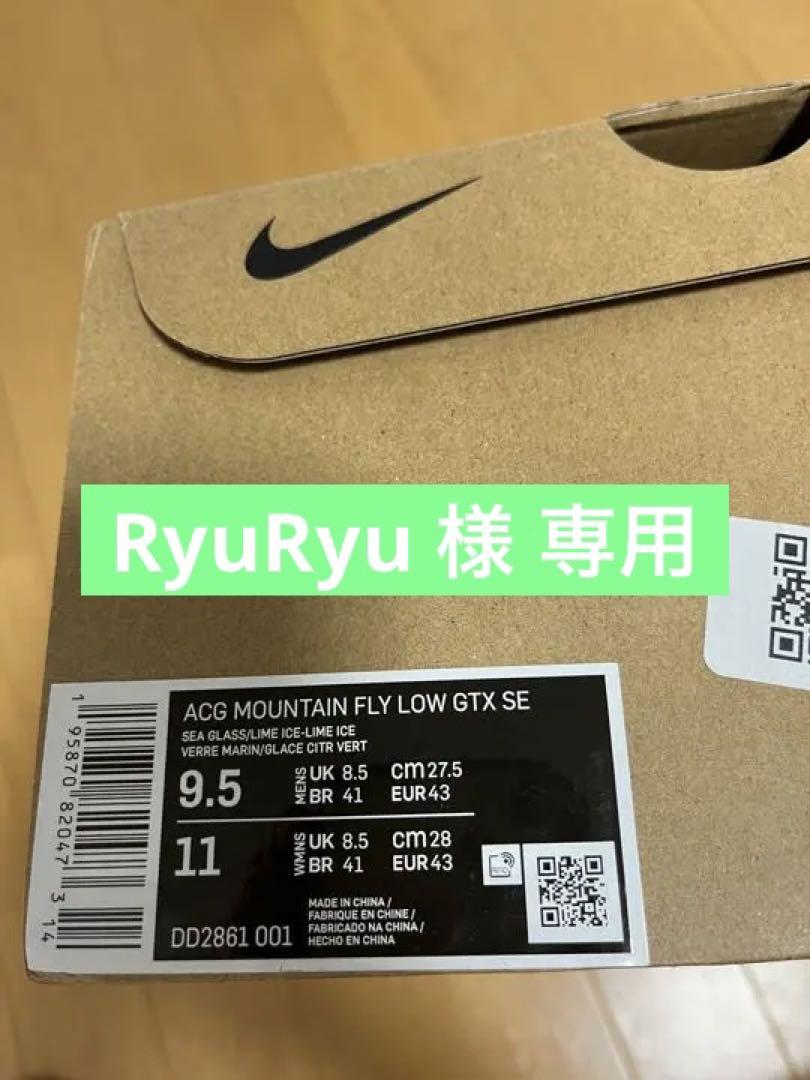 RyuRyu 様 専用
ACG MOUNTAIN FLY LOW GTX SE
SEA GLASS/LIME ICE-LIME ICE
VERRE MARIN/GLACE CITR VERT
9.5 MENS UK 8.5 cm 27.5
BR 41 EUR 43
11 WMNS UK 8.5 cm 28
BR 41 EUR 43
DD2861 001
MADE IN CHINA /
FABRIQUE EN CHINE /
FABRICADO NA CHINA /
HECHO EN CHINA
1 95870 82047 3 14